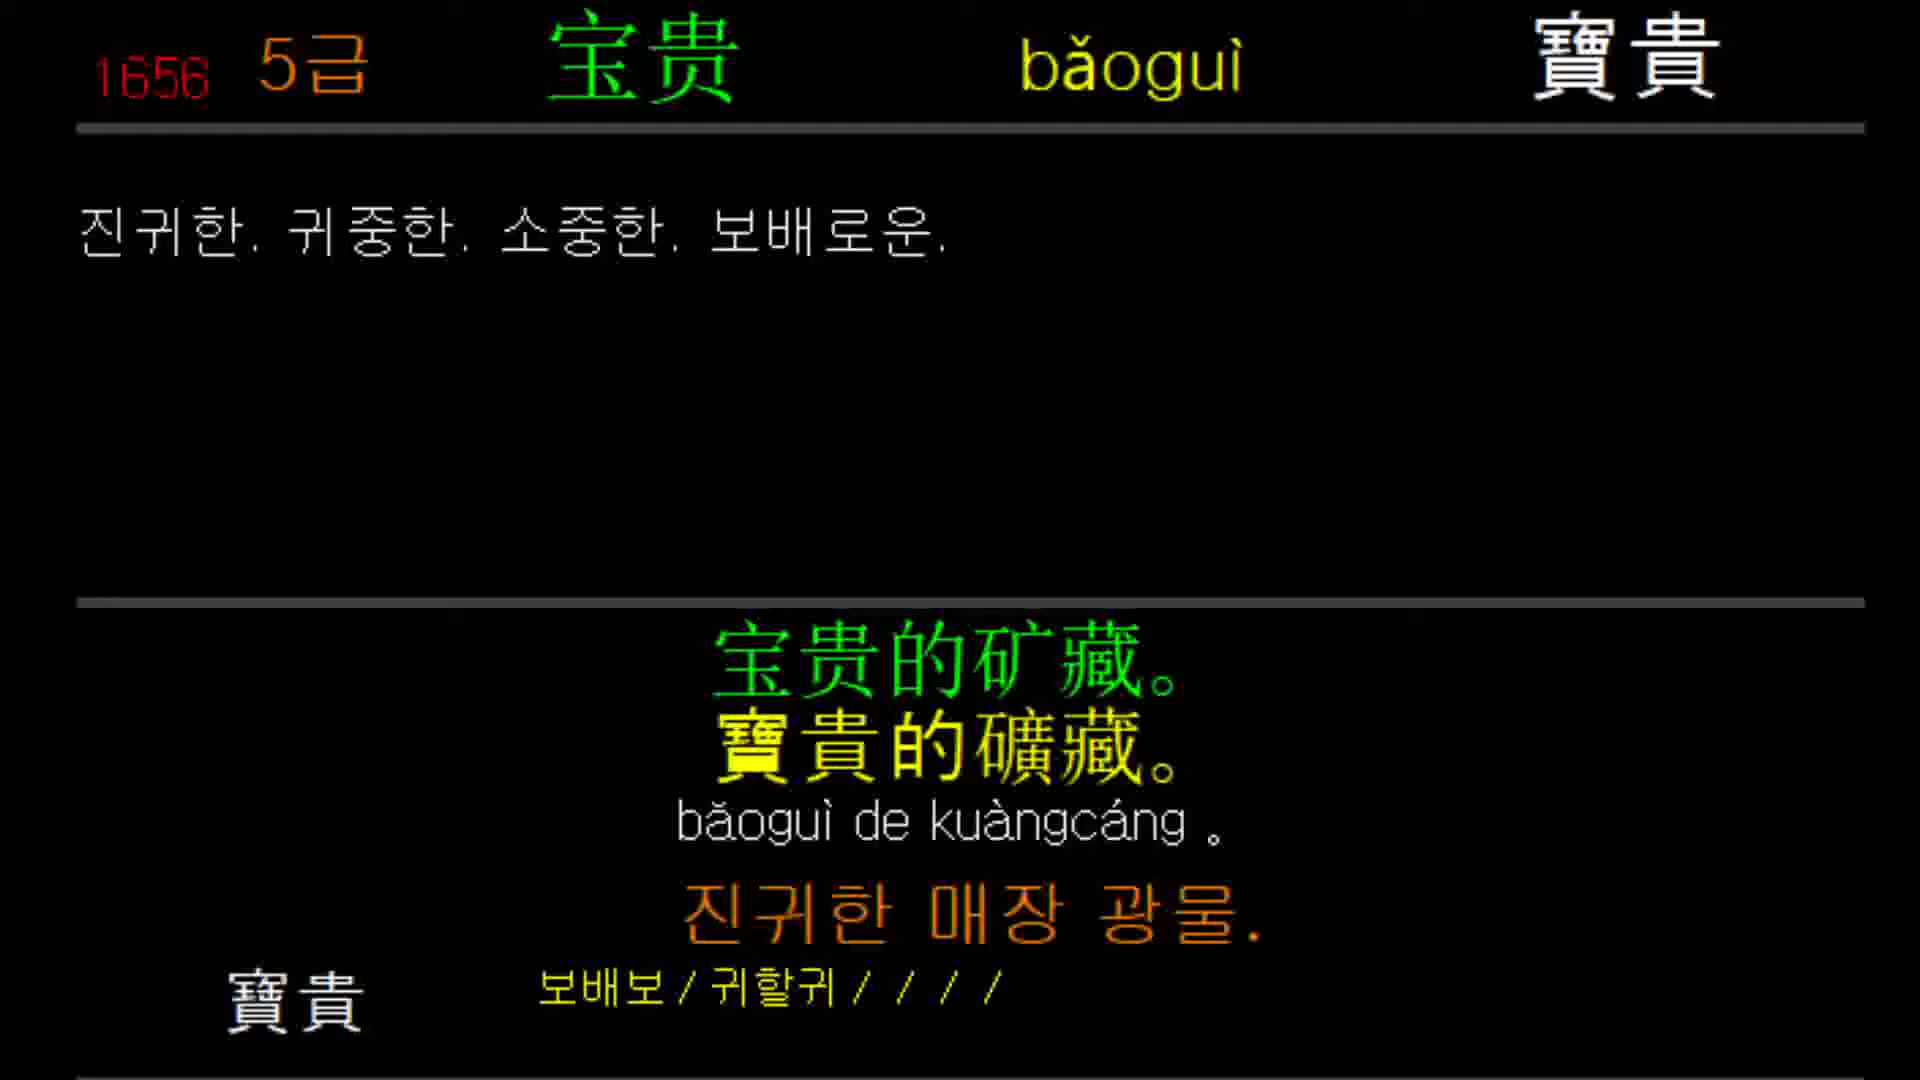 1656 5급 宝贵 bǎoguì 寶貴
진귀한. 귀중한. 소중한. 보배로운.
宝贵的矿藏。
寶貴的礦藏。
bǎoguì de kuàngcáng 。
진귀한 매장 광물.
寶貴 보배보 / 귀할귀 / / / /